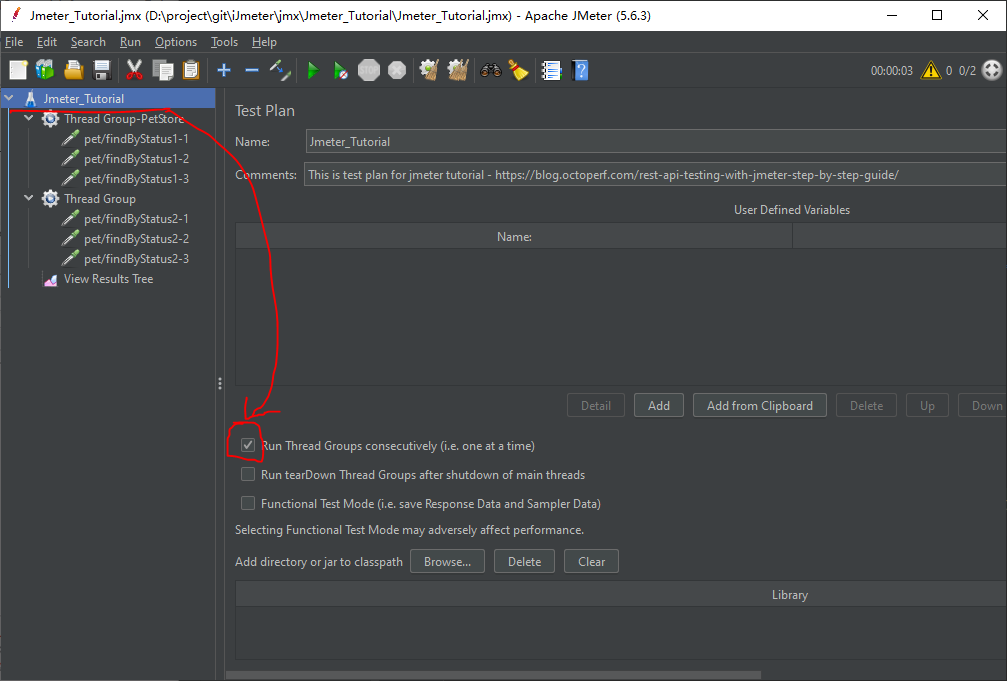 Jmeter_Tutorial.jmx (D:\project\git\iJmeter\jmx\Jmeter_Tutorial\Jmeter_Tutorial.jmx) - Apache JMeter (5.6.3)
File Edit Search Run Options Tools Help
00:00:03 0 0/2
Jmeter_Tutorial
Thread Group-PetStore
pet/findByStatus1-1
pet/findByStatus1-2
pet/findByStatus1-3
Thread Group
pet/findByStatus2-1
pet/findByStatus2-2
pet/findByStatus2-3
View Results Tree
Test Plan
Name: Jmeter_Tutorial
Comments: This is test plan for jmeter tutorial - https://blog.octoperf.com/rest-api-testing-with-jmeter-step-by-step-guide/
User Defined Variables
Name:
Detail Add Add from Clipboard Delete Up Down
Run Thread Groups consecutively (i.e. one at a time)
Run tearDown Thread Groups after shutdown of main threads
Functional Test Mode (i.e. save Response Data and Sampler Data)
Selecting Functional Test Mode may adversely affect performance.
Add directory or jar to classpath Browse... Delete Clear
Library